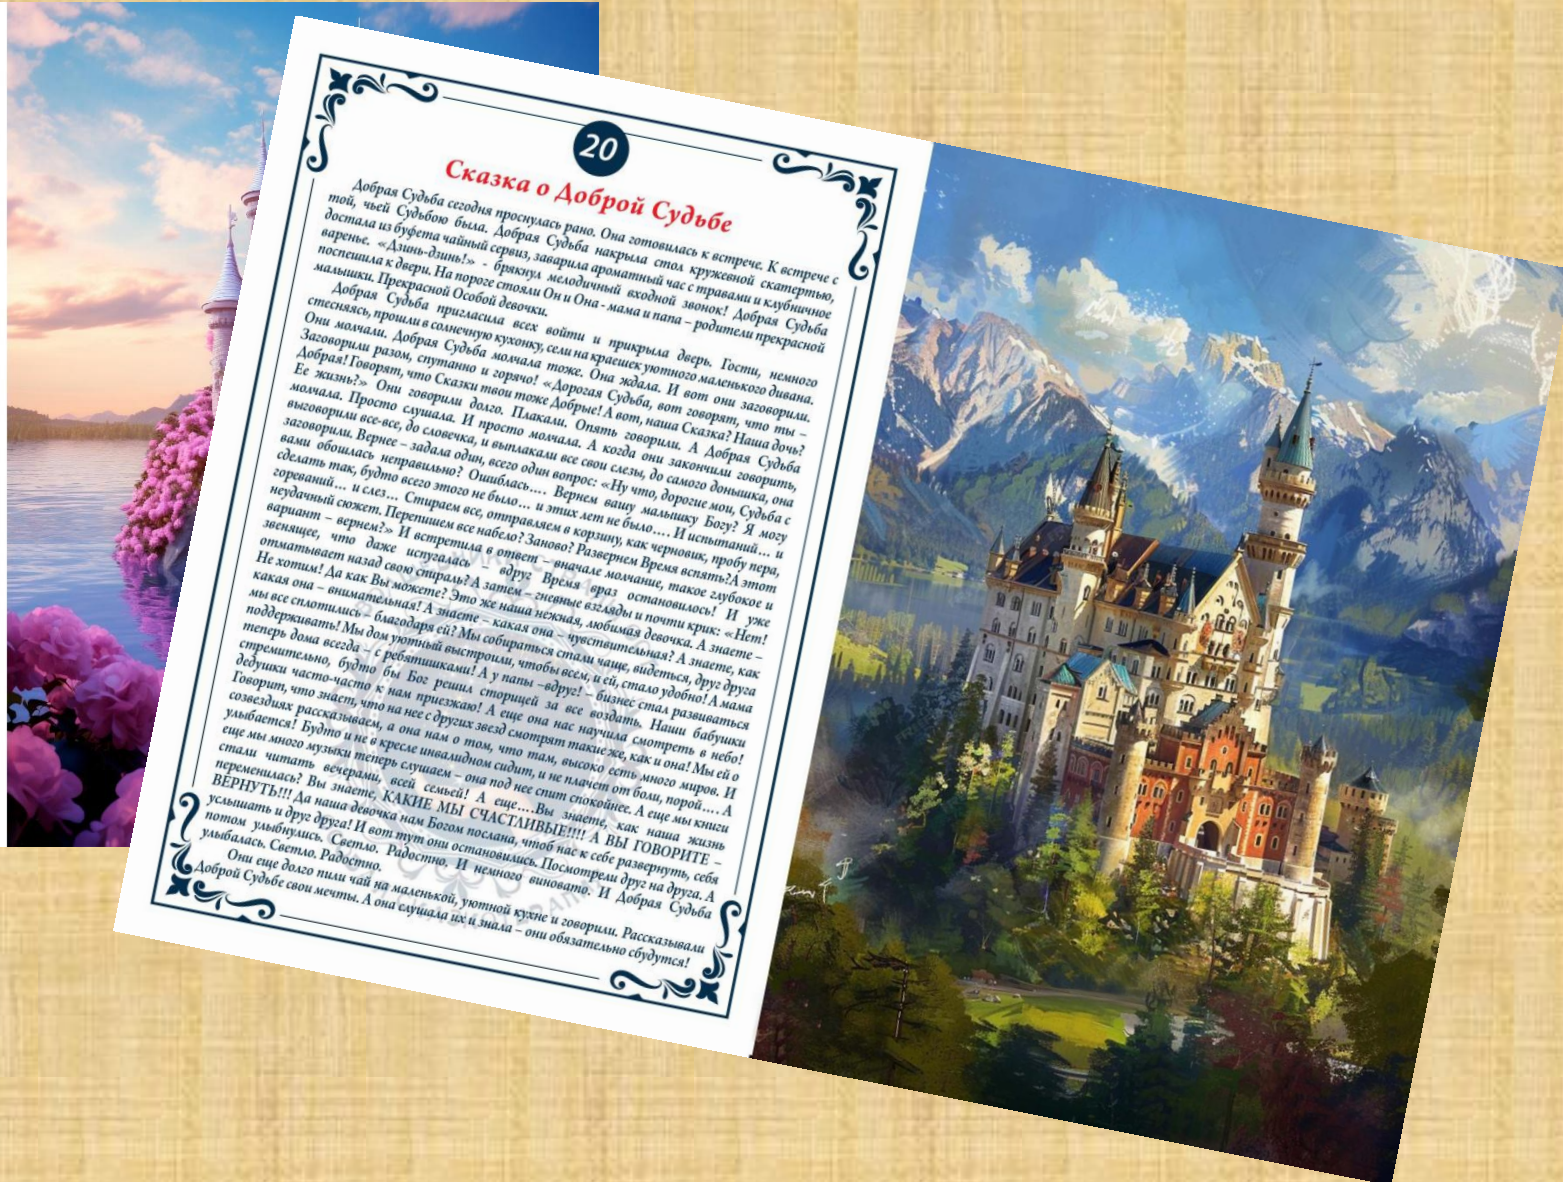 20
Сказка о Доброй Судьбе
Добрая Судьба сегодня проснулась рано. Она готовилась к встрече. К встрече с
той, чьей Судьбою была. Добрая Судьба накрыла стол кружевной скатертью,
достала из буфета чайный сервиз, заварила ароматный час с травами и клубничное
варенье. «Дзинь-дзинь!» - брякнул мелодичный входной звонок! Добрая Судьба
поспешила к двери. На пороге стояли Он и Она - мама и папа – родители прекрасной
малышки. Прекрасной Особой девочки.
Добрая Судьба пригласила всех войти и прикрыла дверь. Гости, немного
стесняясь, прошли в солнечную кухонку, сели на краешек уютного маленького дивана.
Они молчали. Добрая Судьба молчала тоже. Она ждала. И вот они заговорили.
Заговорили разом, спутанно и горячо! «Дорогая Судьба, вот говорят, что ты –
Добрая! Говорят, что Сказки твои тоже Добрые! А вот, наша Сказка? Наша дочь?
Ее жизнь?» Они говорили долго. Плакали. Опять говорили. А Добрая Судьба
молчала. Просто слушала. И просто молчала. А когда они закончили говорить,
выговорили все-все, до словечка, и выплакали все свои слезы, до самого донышка, она
заговорили. Вернее – задала один, всего один вопрос: «Ну что, дорогие мои, Судьба с
вами обошлась неправильно? Ошиблась…. Вернем вашу малышку Богу? Я могу
сделать так, будто всего этого не было… и этих лет не было…. И испытаний… и
гореваний… и слез… Стираем все, отправляем в корзину, как черновик, пробу пера,
неудачный сюжет. Перепишем все набело? Заново? Развернем Время вспять? А этот
вариант – вернем?» И встретила в ответ – вначале молчание, такое глубокое и
звенящее, что даже испугалась – вдруг Время враз остановилось! И уже
отматывает назад свою спираль? А затем – гневные взгляды и почти крик: «Нет!
Не хотим! Да как Вы можете? Это же наша нежная, любимая девочка. А знаете –
какая она – внимательная! А знаете – какая она – чувствительная? А знаете, как
мы все сплотились – благодаря ей? Мы собираться стали чаще, видеться, друг друга
поддерживать! Мы дом уютный выстроили, чтобы всем, и ей, стало удобно! А мама
теперь дома всегда – с ребятишками! А у папы –вдруг! – бизнес стал развиваться
стремительно, будто бы Бог решил сторицей за все воздать. Наши бабушки
дедушки часто-часто к нам приезжаю! А еще она нас научила смотреть в небо!
Говорит, что знает, что на нее с других звезд смотрят такие же, как и она! Мы ей о
созвездиях рассказываем, а она нам о том, что там, высоко, есть много миров. И
улыбается! Будто и не в кресле инвалидном сидит, и не плачет от боли, порой…. А
еще мы много музыки теперь слушаем – она под нее спит спокойнее. А еще мы книги
стали читать вечерами, всей семьей! А еще….Вы знаете, как наша жизнь
переменилась? Вы знаете, КАКИЕ МЫ СЧАСТЛИВЫЕ!!!! А ВЫ ГОВОРИТЕ –
ВЕРНУТЬ!!! Да наша девочка нам Богом послана, чтоб нас к себе развернуть, себя
услышать и друг друга! И вот тут они остановились. Посмотрели друг на друга. А
потом улыбнулись. Светло. Радостно. И немного виновато. И Добрая Судьба
улыбалась. Светло. Радостно.
Они еще долго пили чай на маленькой, уютной кухне и говорили. Рассказывали
Доброй Судьбе свои мечты. А она слушала их и знала – они обязательно сбудутся!